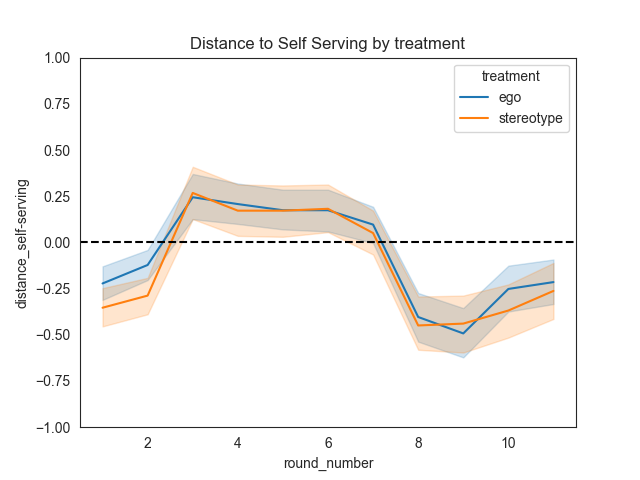 Distance to Self Serving by treatment
treatment
ego
stereotype
distance_self-serving
1.00
0.75
0.50
0.25
0.00
−0.25
−0.50
−0.75
−1.00
2
4
6
8
10
round_number